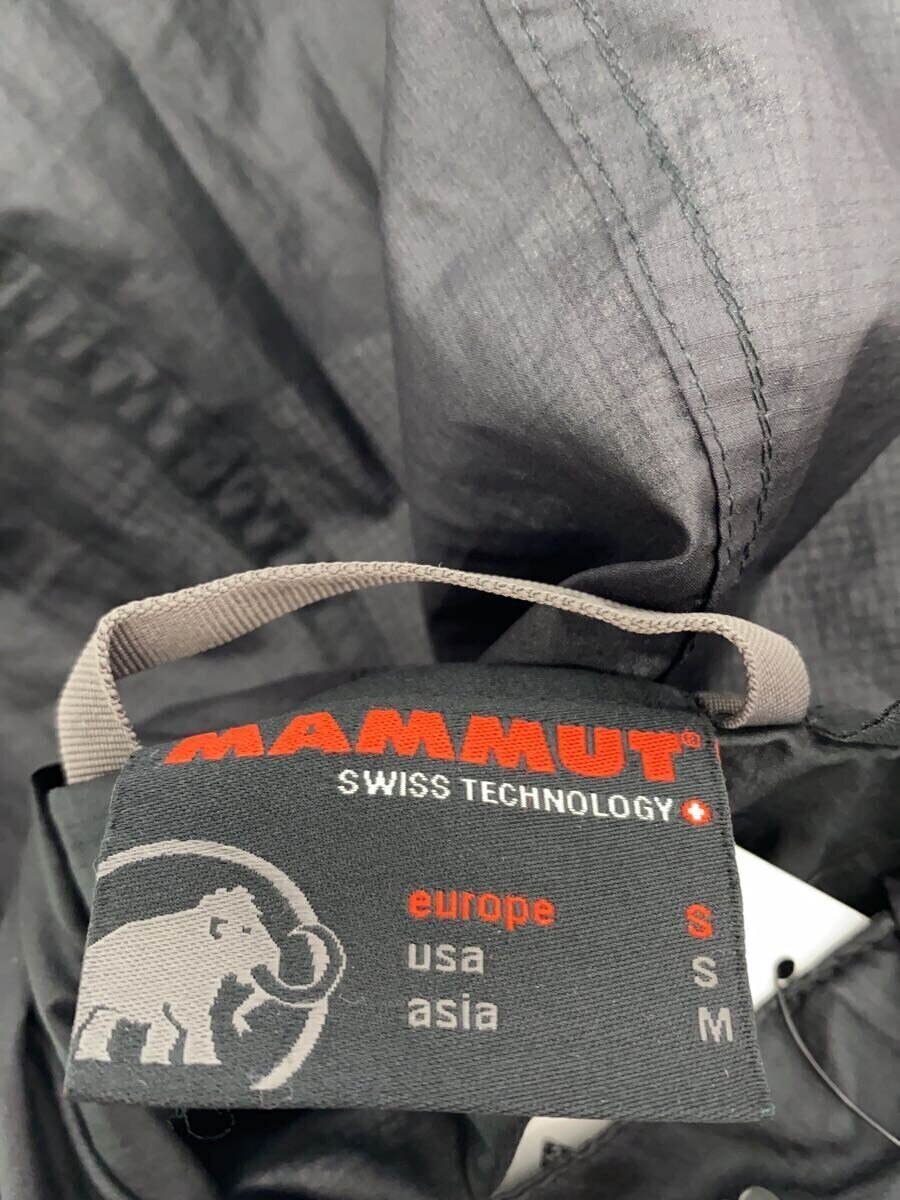 MAMMUT®
SWISS TECHNOLOGY
europe S
usa S
asia M